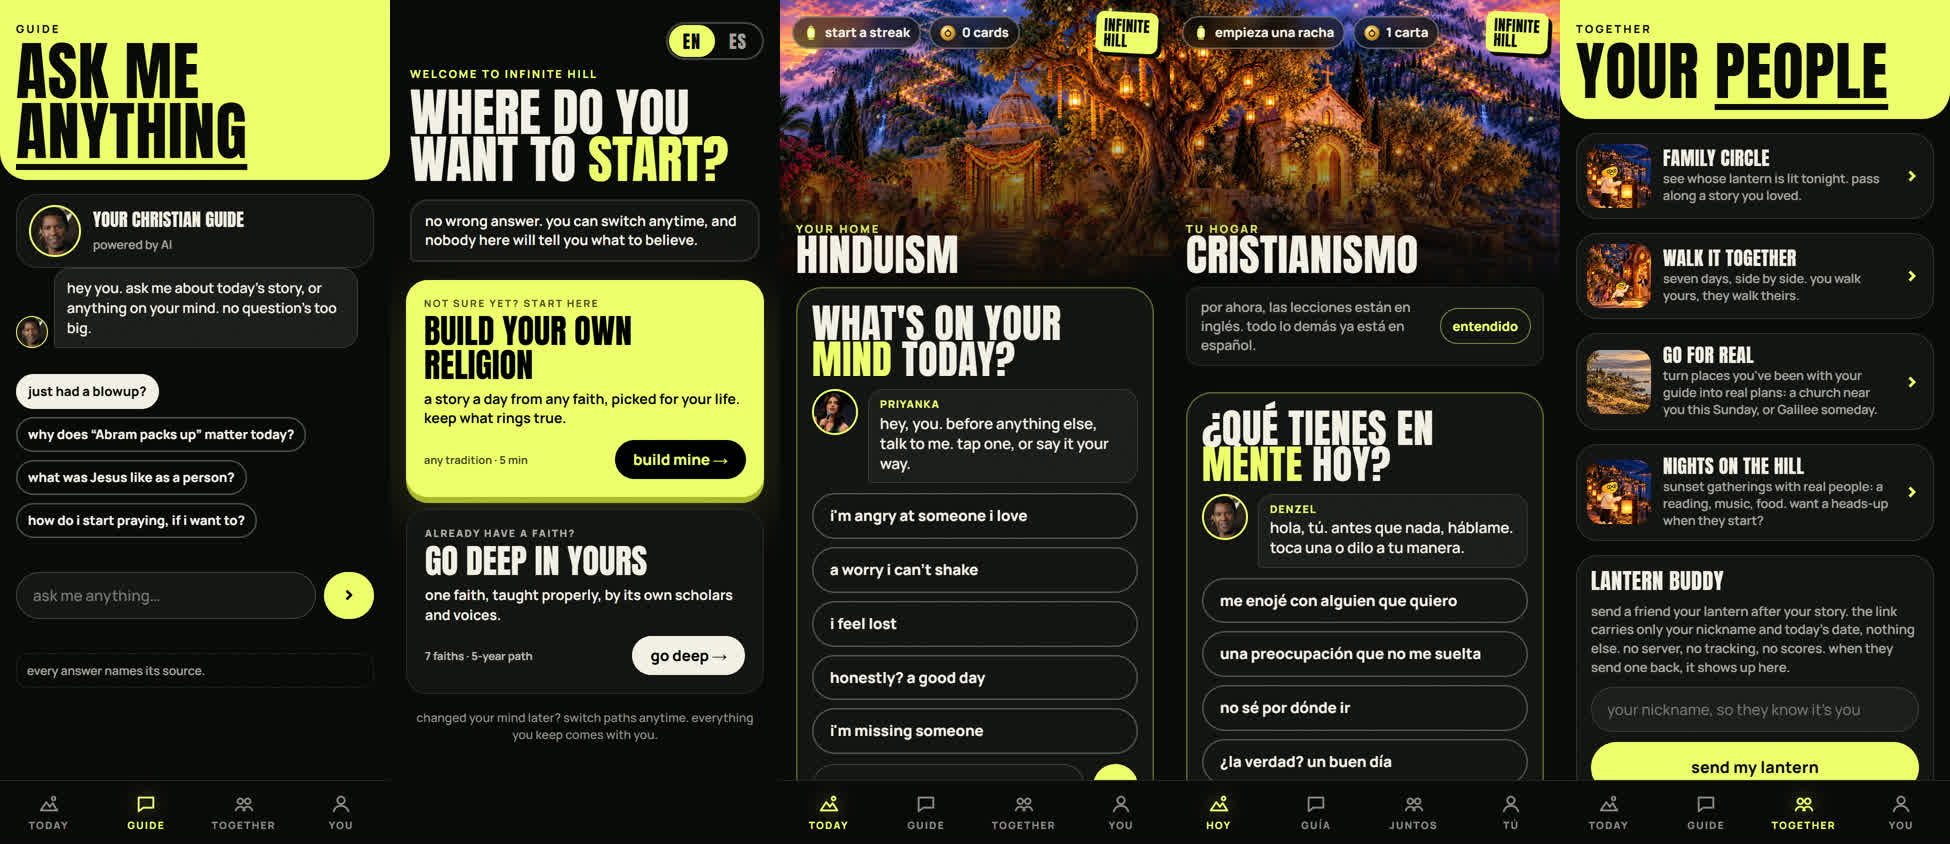 GUIDE
ASK ME
ANYTHING
YOUR CHRISTIAN GUIDE
powered by AI
hey you. ask me about today's story, or
anything on your mind. no question's too
big.
just had a blowup?
why does “Abram packs up” matter today?
what was Jesus like as a person?
how do i start praying, if i want to?
ask me anything...
every answer names its source.
TODAY
GUIDE
TOGETHER
YOU
EN
ES
WELCOME TO INFINITE HILL
WHERE DO YOU
WANT TO START?
no wrong answer. you can switch anytime, and
nobody here will tell you what to believe.
NOT SURE YET? START HERE
BUILD YOUR OWN
RELIGION
a story a day from any faith, picked for your life.
keep what rings true.
any tradition · 5 min
build mine →
ALREADY HAVE A FAITH?
GO DEEP IN YOURS
one faith, taught properly, by its own scholars
and voices.
7 faiths · 5-year path
go deep →
changed your mind later? switch paths anytime. everything
you keep comes with you.
start a streak
0 cards
INFINITE
HILL
YOUR HOME
HINDUISM
WHAT'S ON YOUR
MIND TODAY?
PRIYANKA
hey, you. before anything else,
talk to me. tap one, or say it your
way.
i'm angry at someone i love
a worry i can't shake
i feel lost
honestly? a good day
i'm missing someone
TODAY
GUIDE
TOGETHER
YOU
empieza una racha
1 carta
INFINITE
HILL
TU HOGAR
CRISTIANISMO
por ahora, las lecciones están en
inglés. todo lo demás ya está en
español.
entendido
¿QUÉ TIENES EN
MENTE HOY?
DENZEL
hola, tú. antes que nada, háblame.
toca una o dilo a tu manera.
me enojé con alguien que quiero
una preocupación que no me suelta
no sé por dónde ir
¿la verdad? un buen día
HOY
GUÍA
JUNTOS
TÚ
TOGETHER
YOUR PEOPLE
FAMILY CIRCLE
see whose lantern is lit tonight. pass
along a story you loved.
WALK IT TOGETHER
seven days, side by side. you walk
yours, they walk theirs.
GO FOR REAL
turn places you've been with your
guide into real plans: a church near
you this Sunday, or Galilee someday.
NIGHTS ON THE HILL
sunset gatherings with real people: a
reading, music, food. want a heads-up
when they start?
LANTERN BUDDY
send a friend your lantern after your story. the link
carries only your nickname and today's date, nothing
else. no server, no tracking, no scores. when they
send one back, it shows up here.
your nickname, so they know it's you
send my lantern
TODAY
GUIDE
TOGETHER
YOU